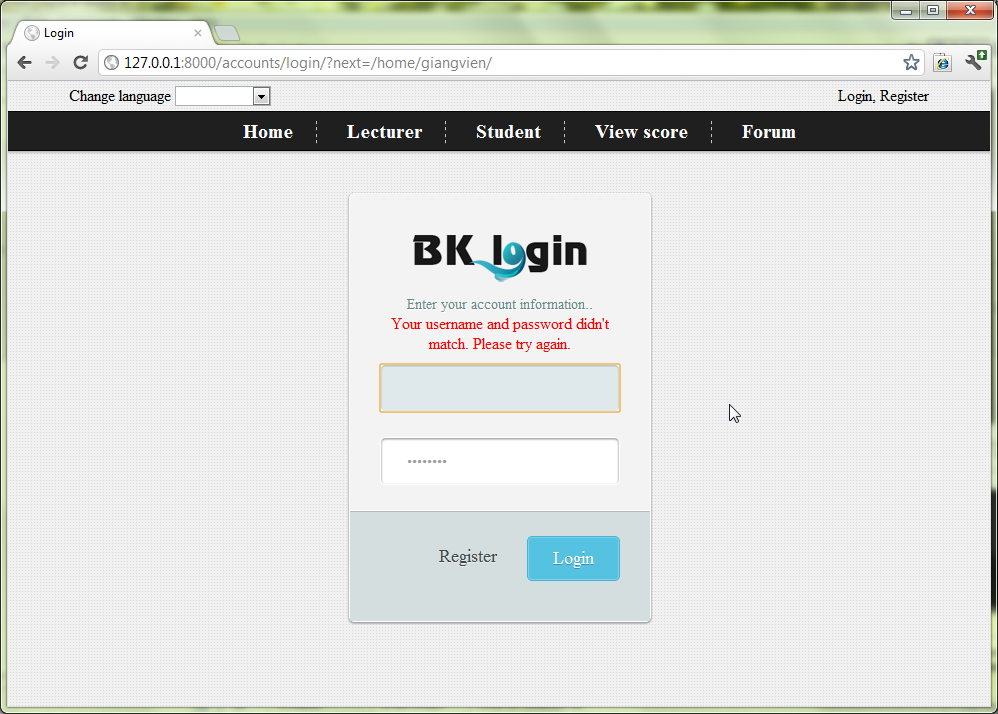 Login
127.0.0.1:8000/accounts/login/?next=/home/giangvien/
Change language
Login, Register
Home Lecturer Student View score Forum
BK login
Enter your account information..
Your username and password didn't
match. Please try again.
Register Login